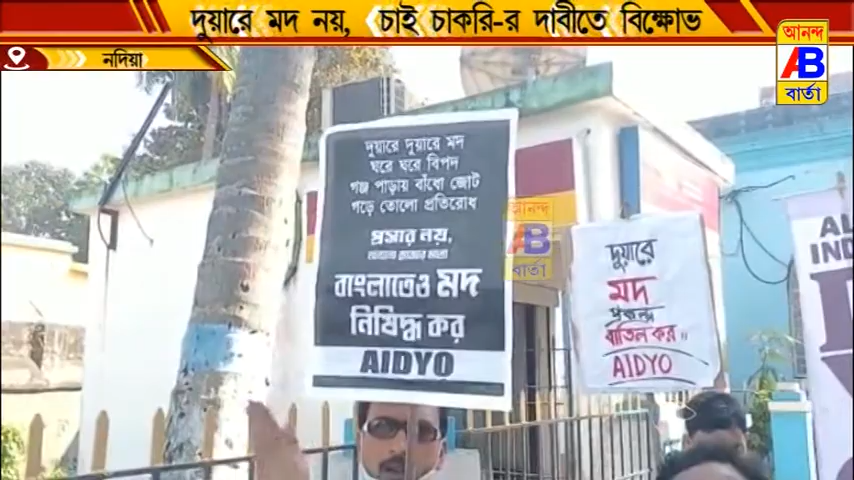 দুয়ারে মদ নয়, চাই চাকরি-র দাবীতে বিক্ষোভ
আনন্দ
AB
বার্তা
নদিয়া
দুয়ারে দুয়ারে মদ
ঘরে ঘরে বিপদ
গঞ্জ পাড়ায় বাঁধো জোট
গড়ে তোলো প্রতিরোধ
প্রসার নয়,
বাংলাতেও মদ
নিষিদ্ধ কর
AIDYO
আনন্দ
AB
বার্তা
দুয়ারে
মদ
প্রকল্প
বাতিল কর
AIDYO